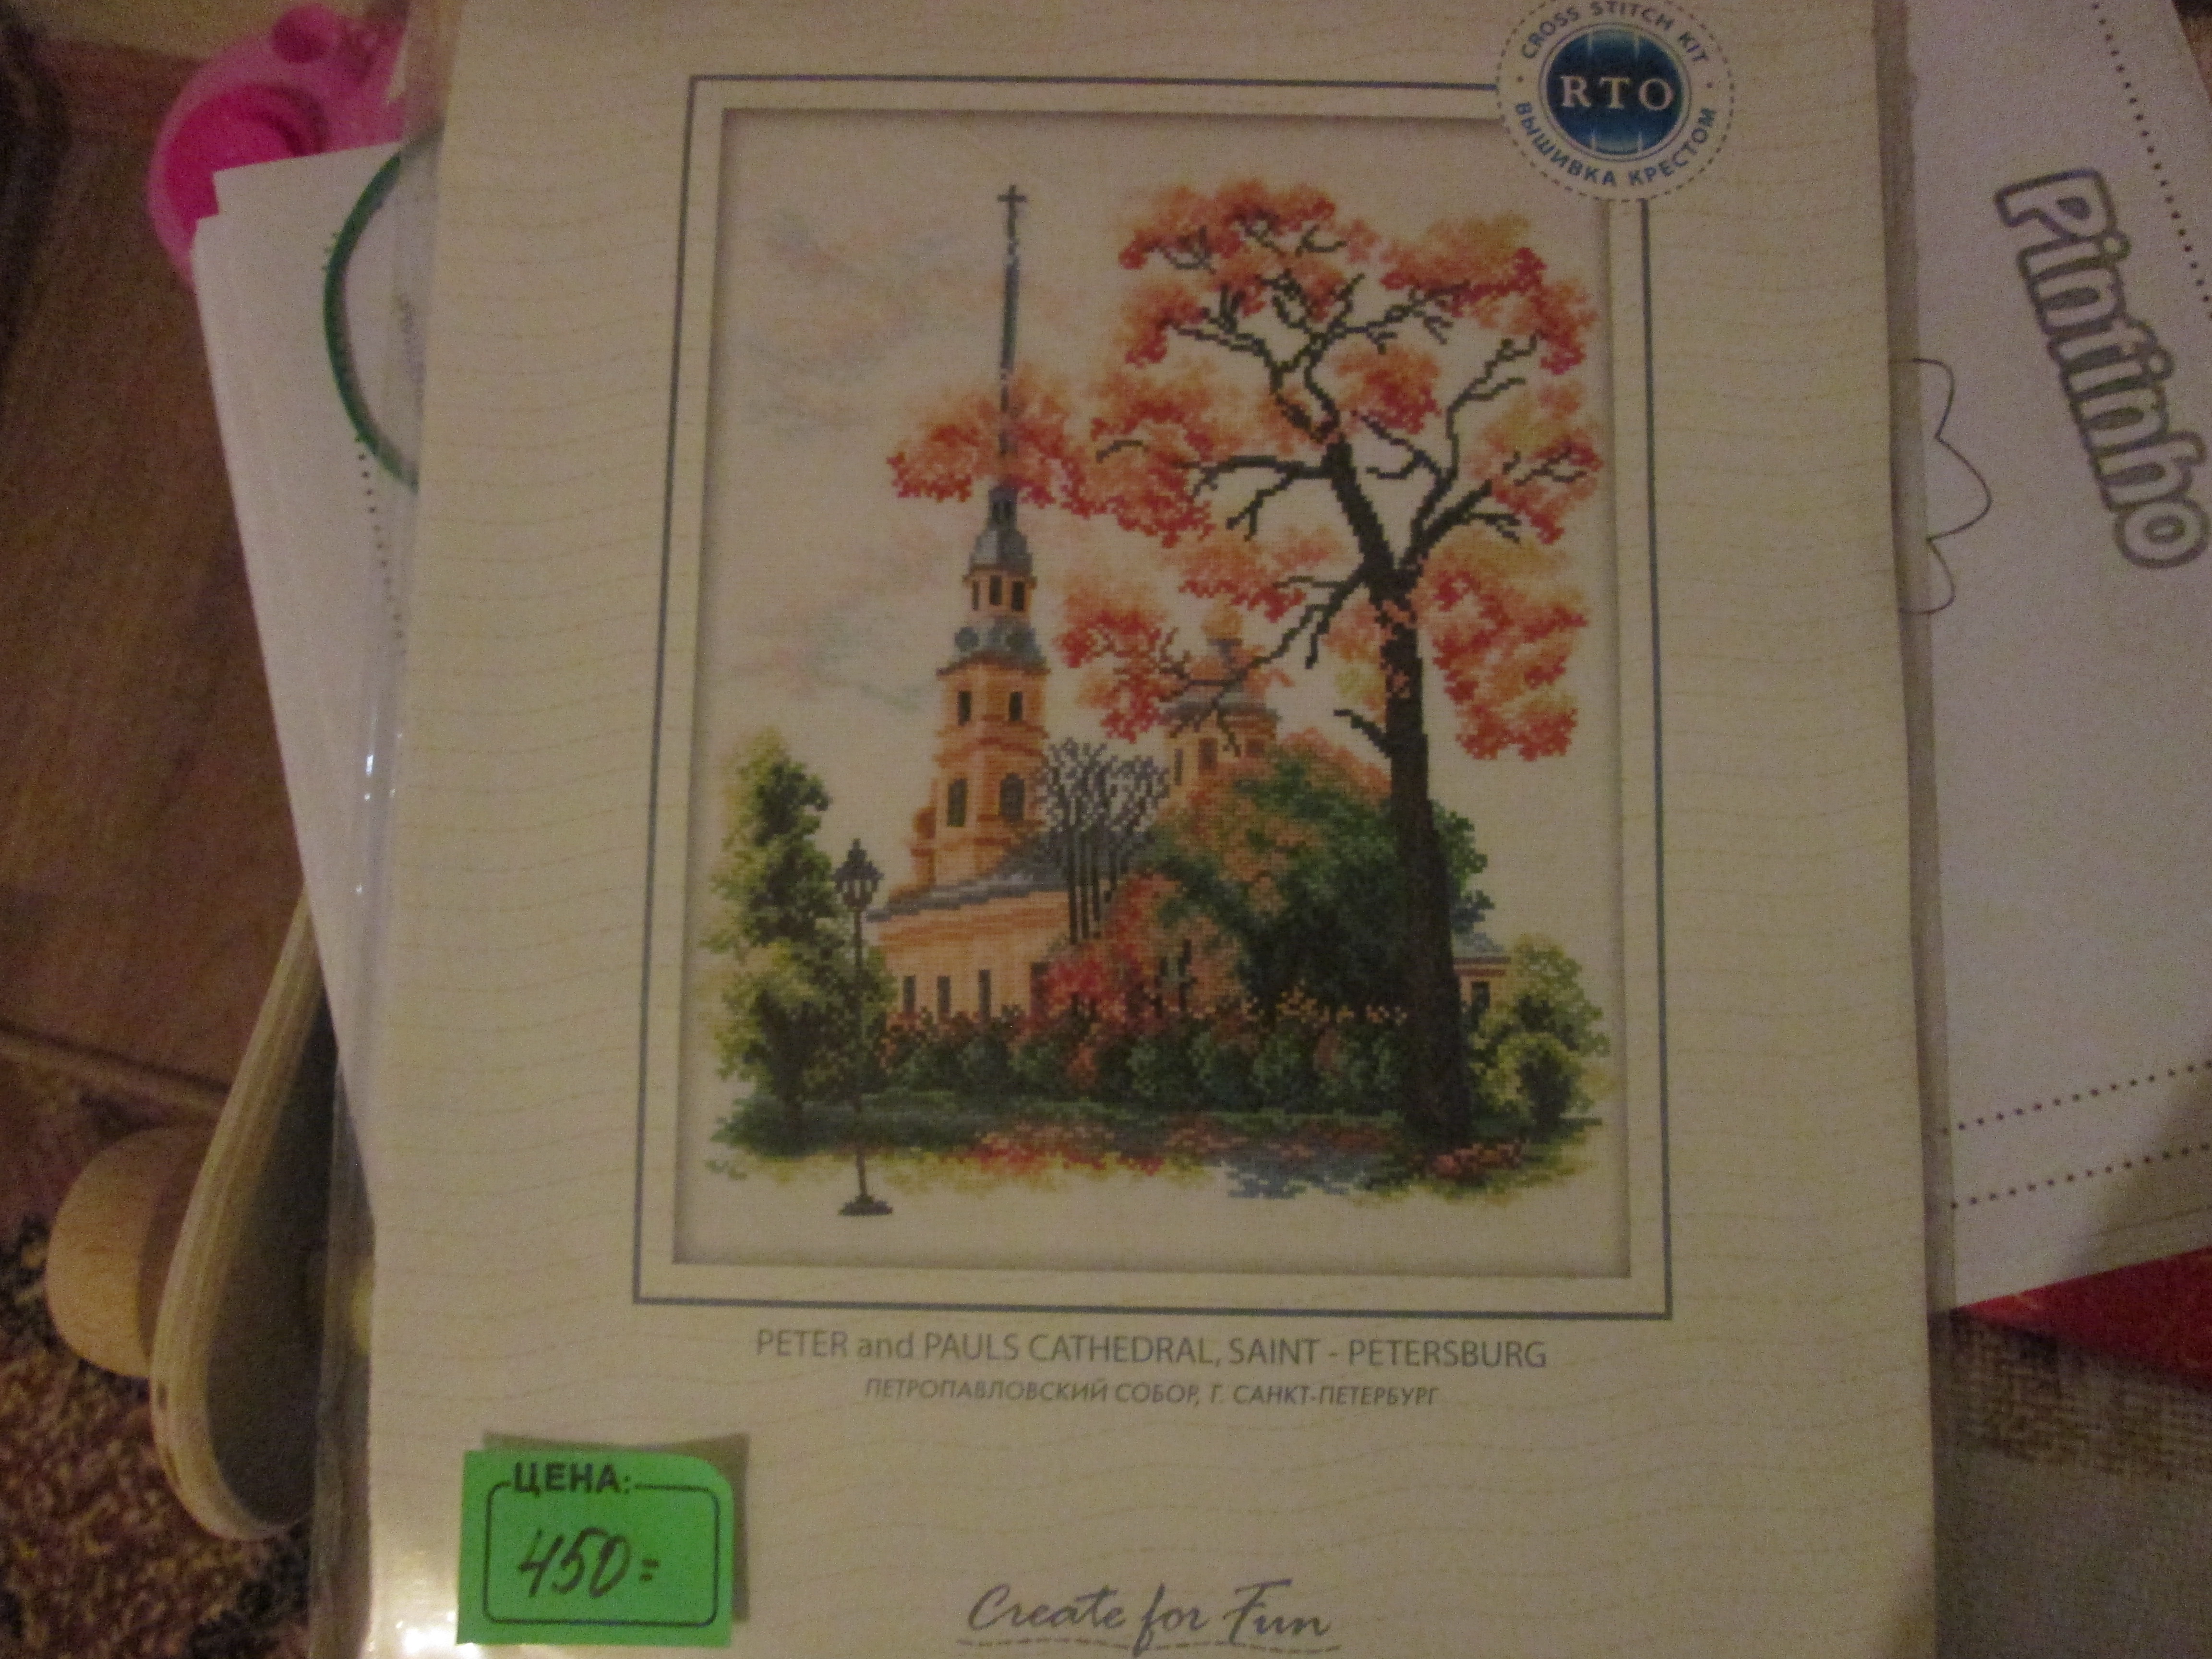 CROSS STITCH KIT
RTO
ВЫШИВКА КРЕСТОМ
Pintinho
PETER and PAULS CATHEDRAL, SAINT - PETERSBURG
ПЕТРОПАВЛОВСКИЙ СОБОР, Г. САНКТ-ПЕТЕРБУРГ
ЦЕНА:
450=
Create for Fun